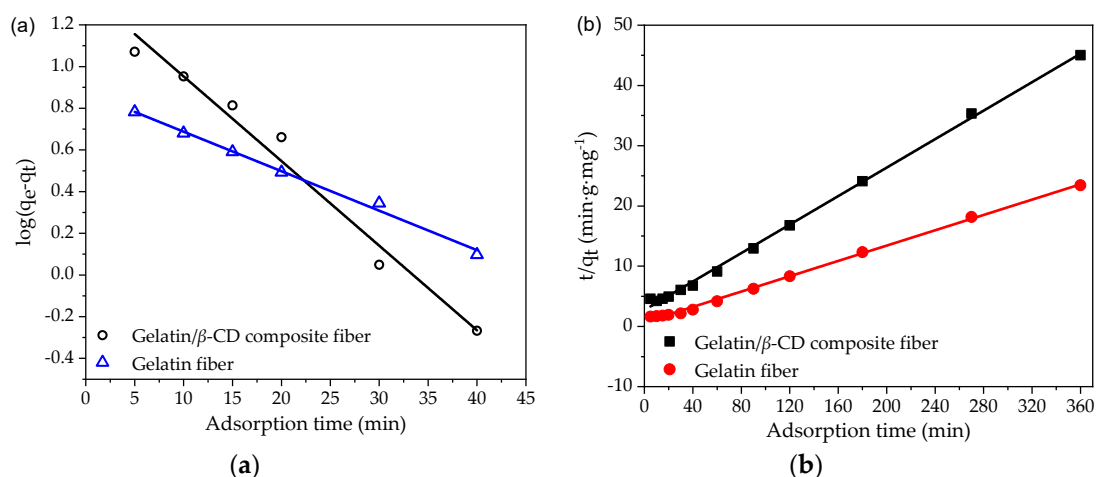 (a)
1.2
1.0
0.8
0.6
0.4
0.2
0.0
-0.2
-0.4
log(qe-qt)
Gelatin/β-CD composite fiber
Gelatin fiber
0 5 10 15 20 25 30 35 40 45
Adsorption time (min)
(a)
(b)
50
40
30
20
10
0
-10
t/qt (min·g·mg-1)
Gelatin/β-CD composite fiber
Gelatin fiber
0 40 80 120 160 200 240 280 320 360
Adsorption time (min)
(b)